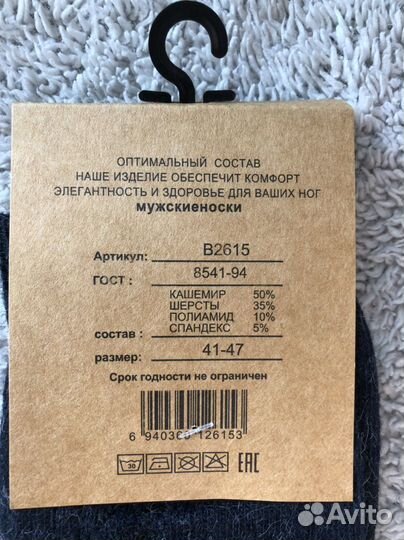 ОПТИМАЛЬНЫЙ СОСТАВ
НАШЕ ИЗДЕЛИЕ ОБЕСПЕЧИТ КОМФОРТ
ЭЛЕГАНТНОСТЬ И ЗДОРОВЬЕ ДЛЯ ВАШИХ НОГ
МУЖСКИЕНОСКИ
Артикул: B2615
ГОСТ : 8541-94
КАШЕМИР 50%
ШЕРСТЫ 35%
ПОЛИАМИД 10%
состав : СПАНДЕКС 5%
размер: 41-47
Срок годности не ограничен
6 94036 126153
30 EAC
Avito